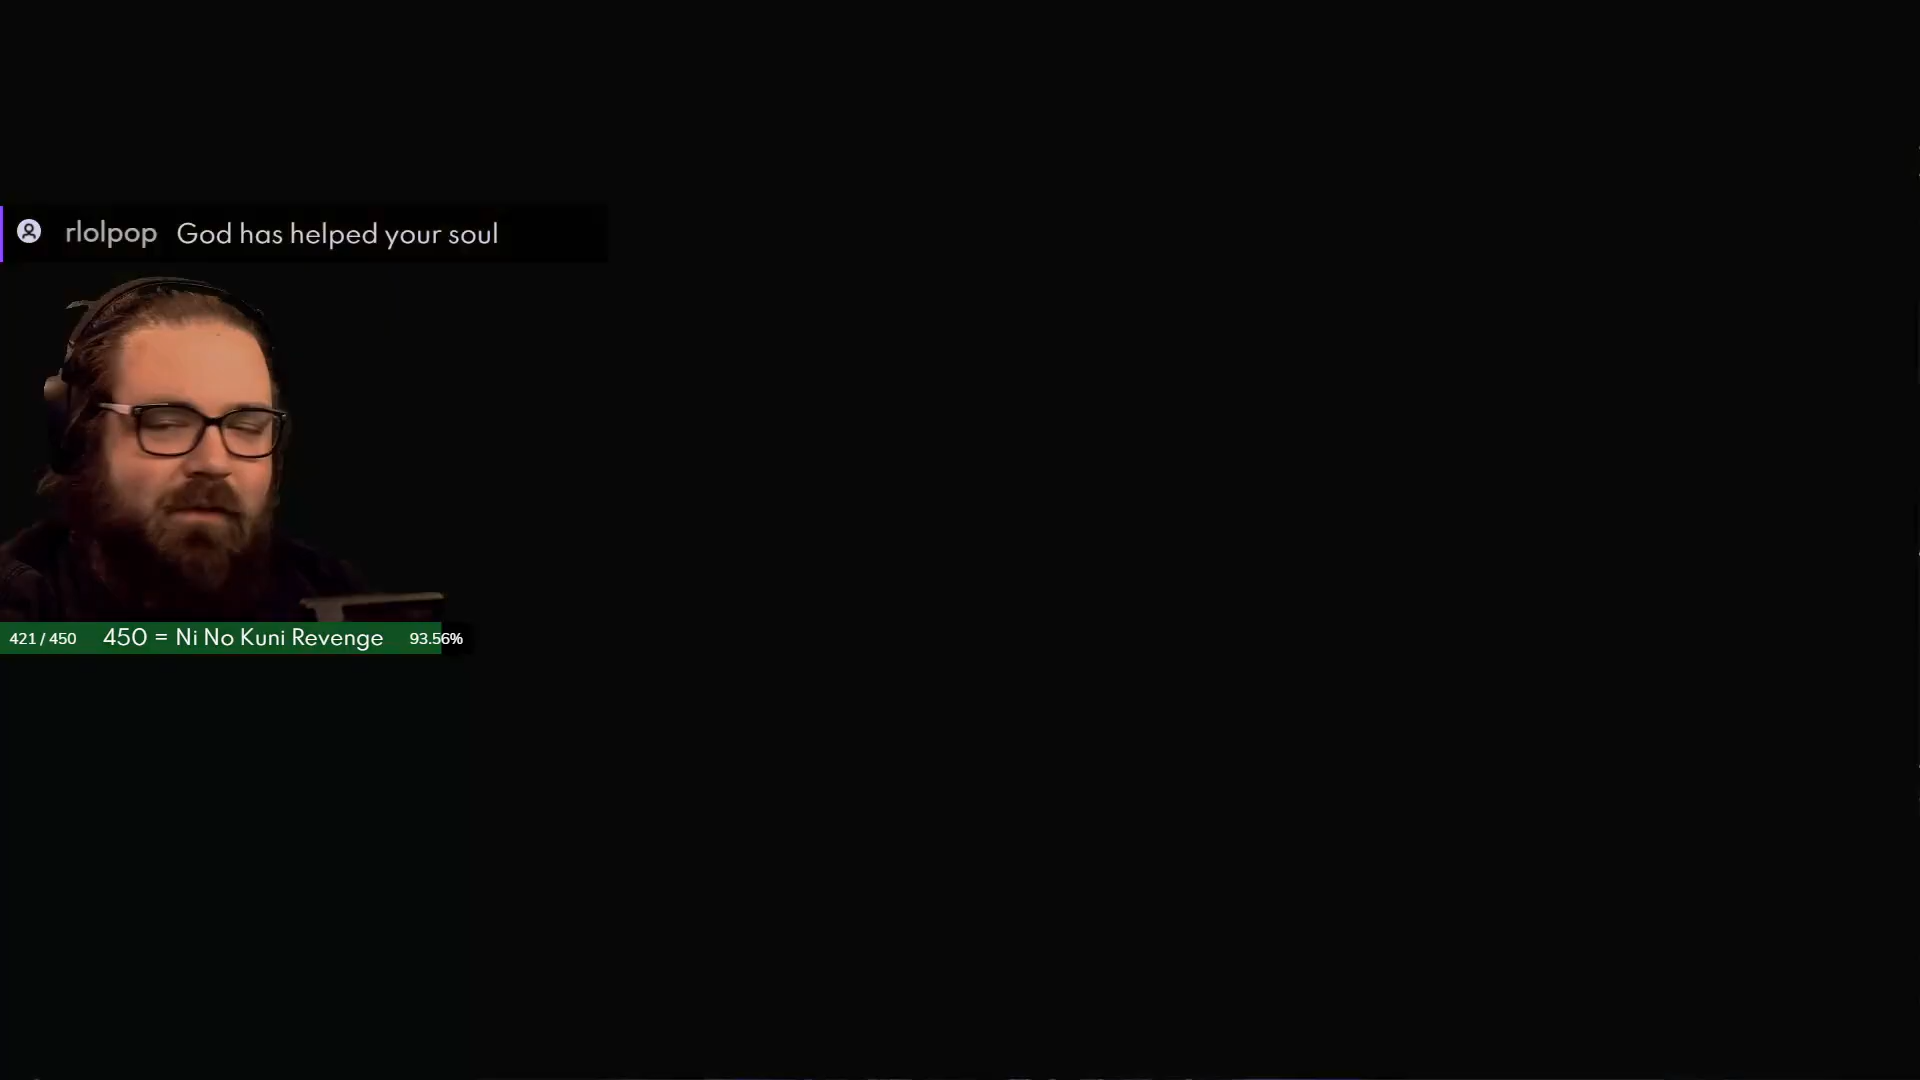 rlolpop God has helped your soul
421 / 450 450 = Ni No Kuni Revenge 93.56%